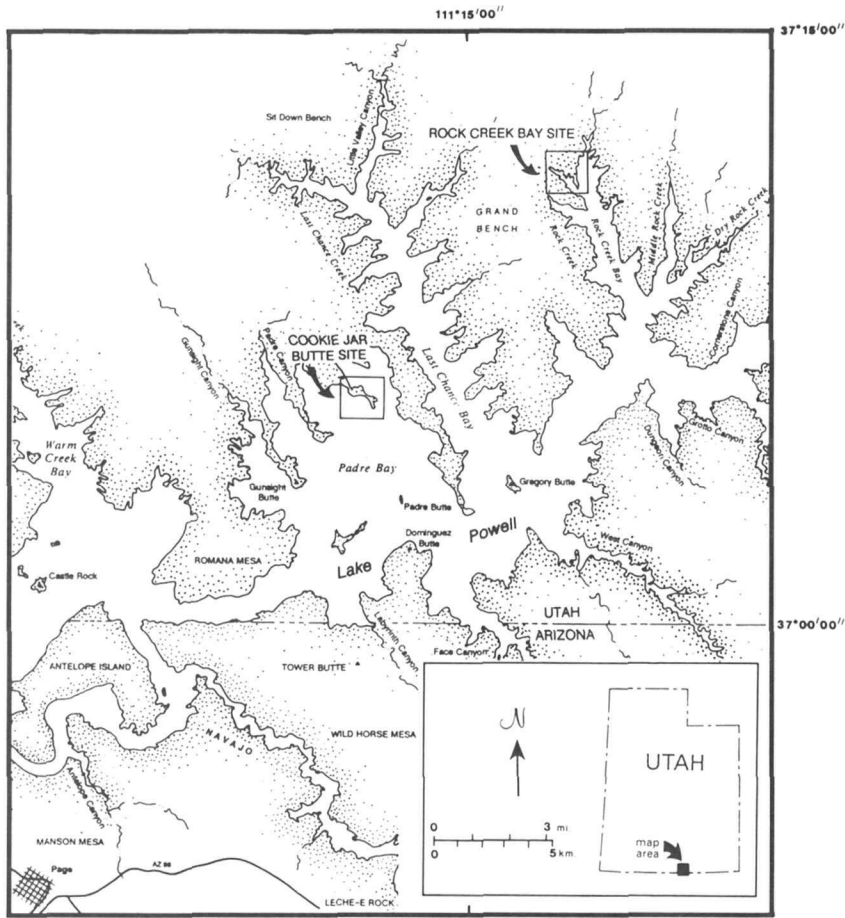 111°15'00"
37°15'00"
Sit Down Bench
Little Valley Canyon
ROCK CREEK BAY SITE
GRAND
BENCH
Last Chance Creek
Rock Creek
Rock Creek Bay
Middle Rock Creek
Dry Rock Creek
Cornerstone Canyon
Gunsight Canyon
Padre Canyon
COOKIE JAR
BUTTE SITE
Last Chance Bay
Warm
Creek
Bay
Gunsight
Butte
Padre Bay
Padre Butte
Gregory Butte
Dungeon Canyon
Grotto Canyon
Dominguez
Butte
Lake Powell
West Canyon
ROMANA MESA
Castle Rock
UTAH
ARIZONA
37°00'00"
Labyrinth Canyon
Face Canyon
ANTELOPE ISLAND
TOWER BUTTE
NAVAJO
WILD HORSE MESA
Antelope Canyon
MANSON MESA
Page
AZ 98
LECHE-E ROCK
N
0 3 mi.
0 5 km
UTAH
map
area